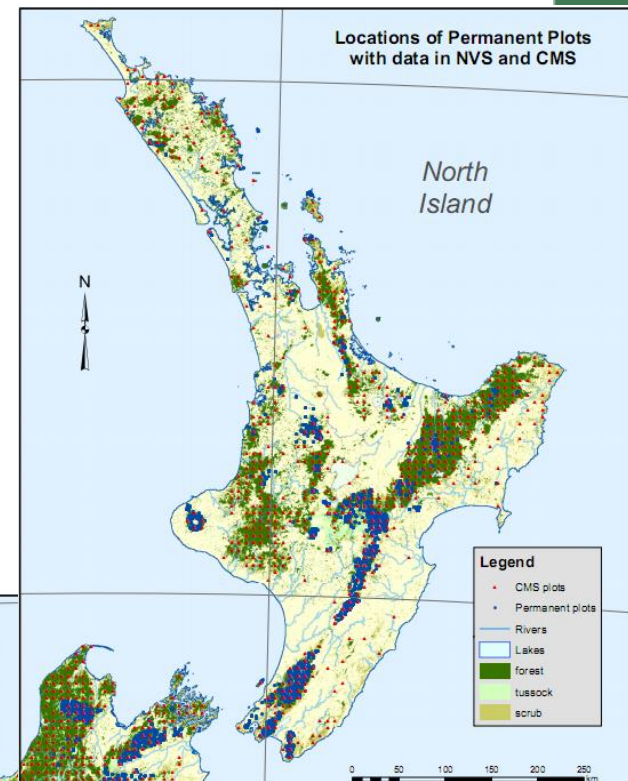 Locations of Permanent Plots
with data in NVS and CMS
North
Island
N
Legend
CMS plots
Permanent plots
Rivers
Lakes
forest
tussock
scrub
0 50 100 150 200 250
km